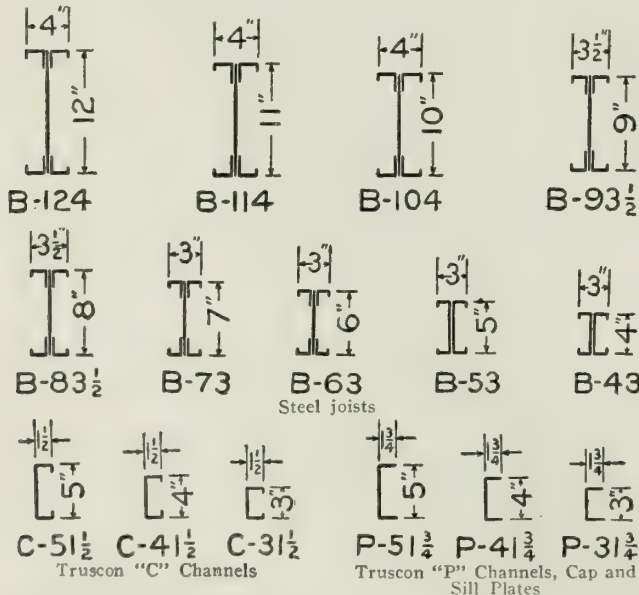 4" 4" 4" 3½"
12" 11" 10" 9"
B-124 B-114 B-104 B-93½
3½" 3" 3" 3" 3"
8" 7" 6" 5" 4"
B-83½ B-73 B-63 B-53 B-43
Steel joists
1½" 1½" 1½" 1¾" 1¾" 1¾"
5" 4" 3" 5" 4" 3"
C-51½ C-41½ C-31½ P-51¾ P-41¾ P-31¾
Truscon "C" Channels Truscon "P" Channels, Cap and
Sill Plates